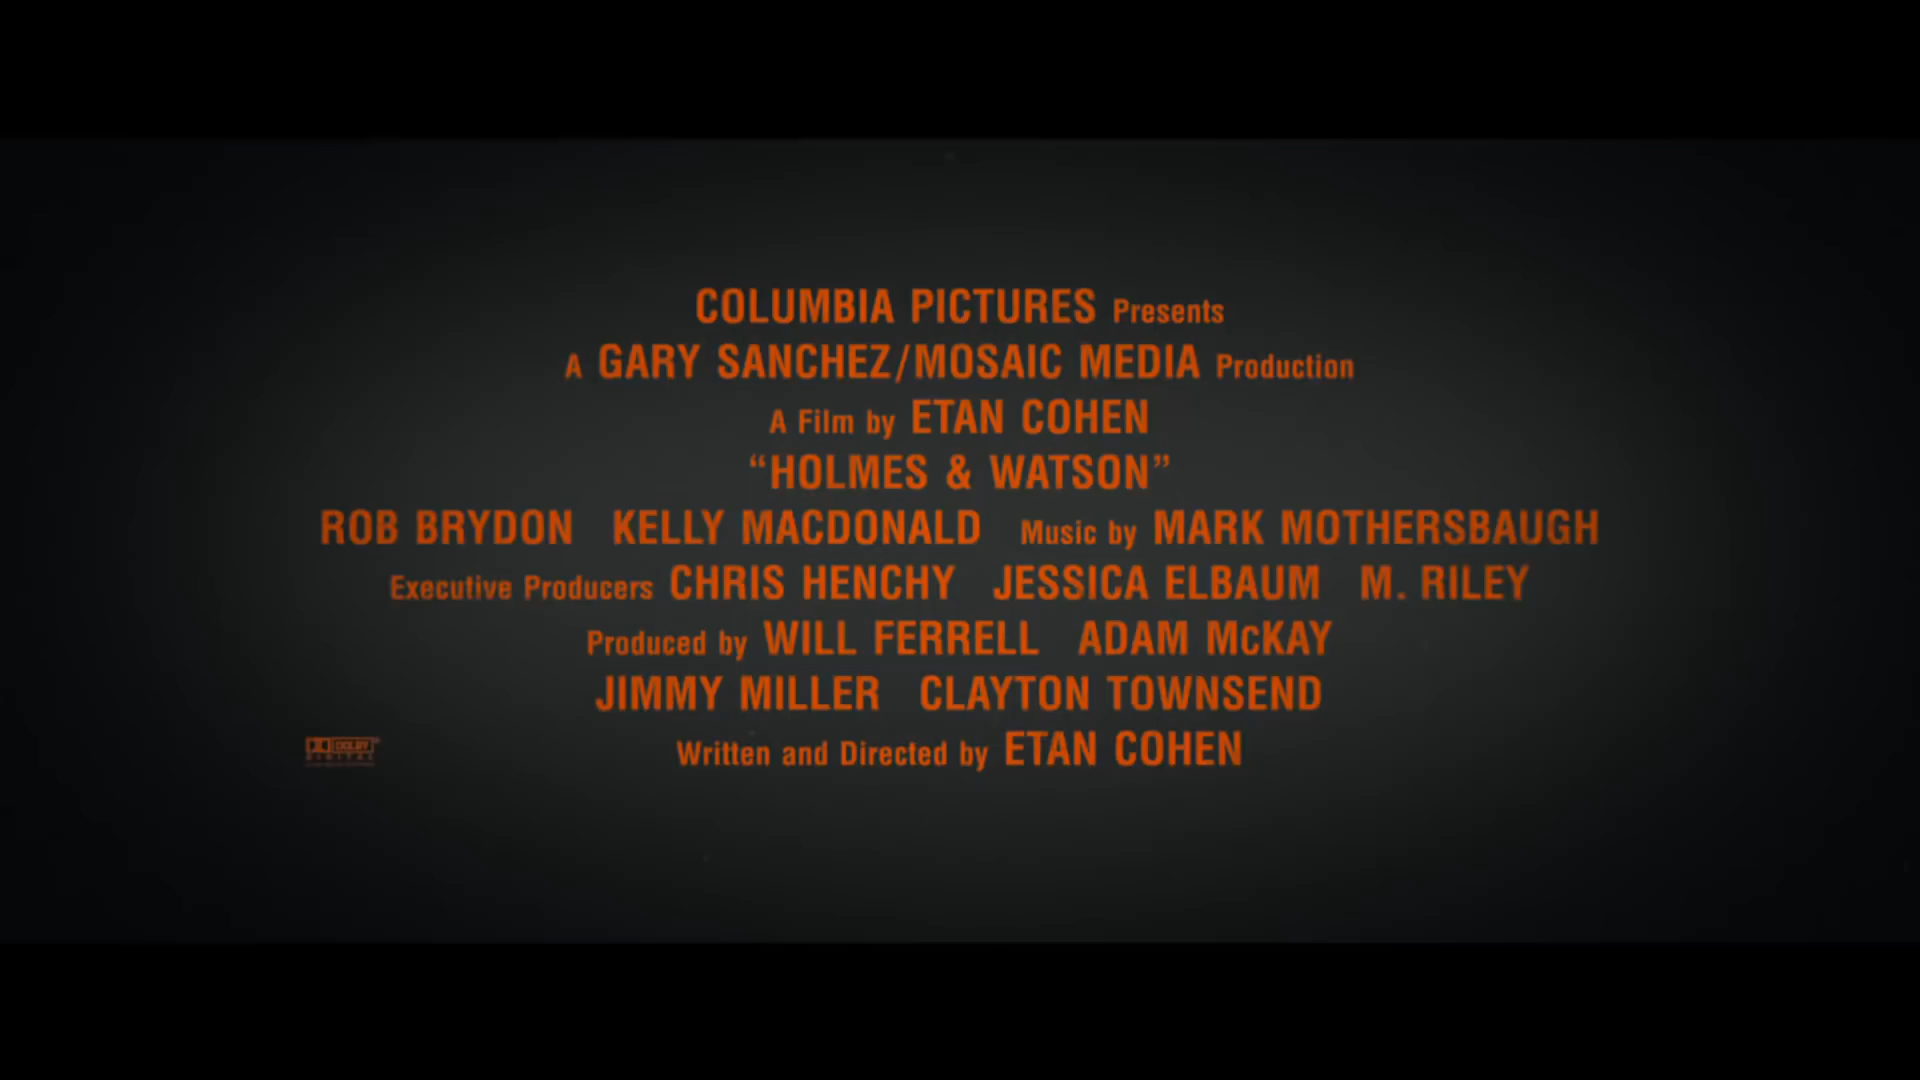 COLUMBIA PICTURES Presents
A GARY SANCHEZ/MOSAIC MEDIA Production
A Film by ETAN COHEN
“HOLMES & WATSON”
ROB BRYDON KELLY MACDONALD Music by MARK MOTHERSBAUGH
Executive Producers CHRIS HENCHY JESSICA ELBAUM M. RILEY
Produced by WILL FERRELL ADAM McKAY
JIMMY MILLER CLAYTON TOWNSEND
Written and Directed by ETAN COHEN
DOLBY
DIGITAL